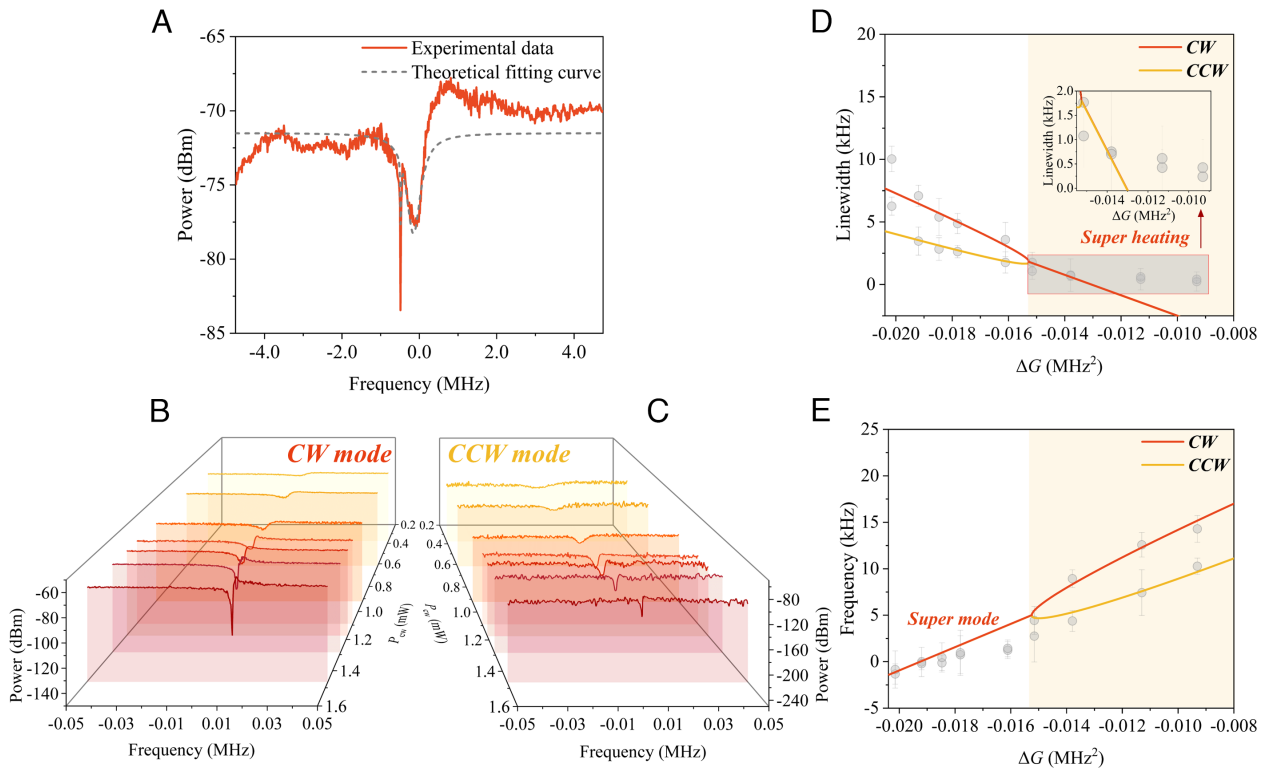 A
-65
-70
-75
-80
-85
Power (dBm)
Experimental data
Theoretical fitting curve
-4.0
-2.0
0.0
2.0
4.0
Frequency (MHz)
B
CW mode
-60
-80
-100
-120
-140
Power (dBm)
-0.05
-0.03
-0.01
0.01
0.03
0.05
Frequency (MHz)
0.2
0.4
0.6
0.8
1.0
1.2
1.4
1.6
P_CW (mW)
C
CCW mode
0.2
0.4
0.6
0.8
1.0
1.2
1.4
1.6
(mW)
-80
-120
-160
-200
-240
Power (dBm)
-0.05
-0.03
-0.01
0.01
0.03
0.05
Frequency (MHz)
D
20
15
10
5
0
Linewidth (kHz)
CW
CCW
2.0
1.5
1.0
0.5
0.0
Linewidth (kHz)
-0.014
-0.012
-0.010
ΔG (MHz²)
Super heating
-0.020
-0.018
-0.016
-0.014
-0.012
-0.010
-0.008
ΔG (MHz²)
E
25
20
15
10
5
0
-5
Frequency (kHz)
CW
CCW
Super mode
-0.020
-0.018
-0.016
-0.014
-0.012
-0.010
-0.008
ΔG (MHz²)